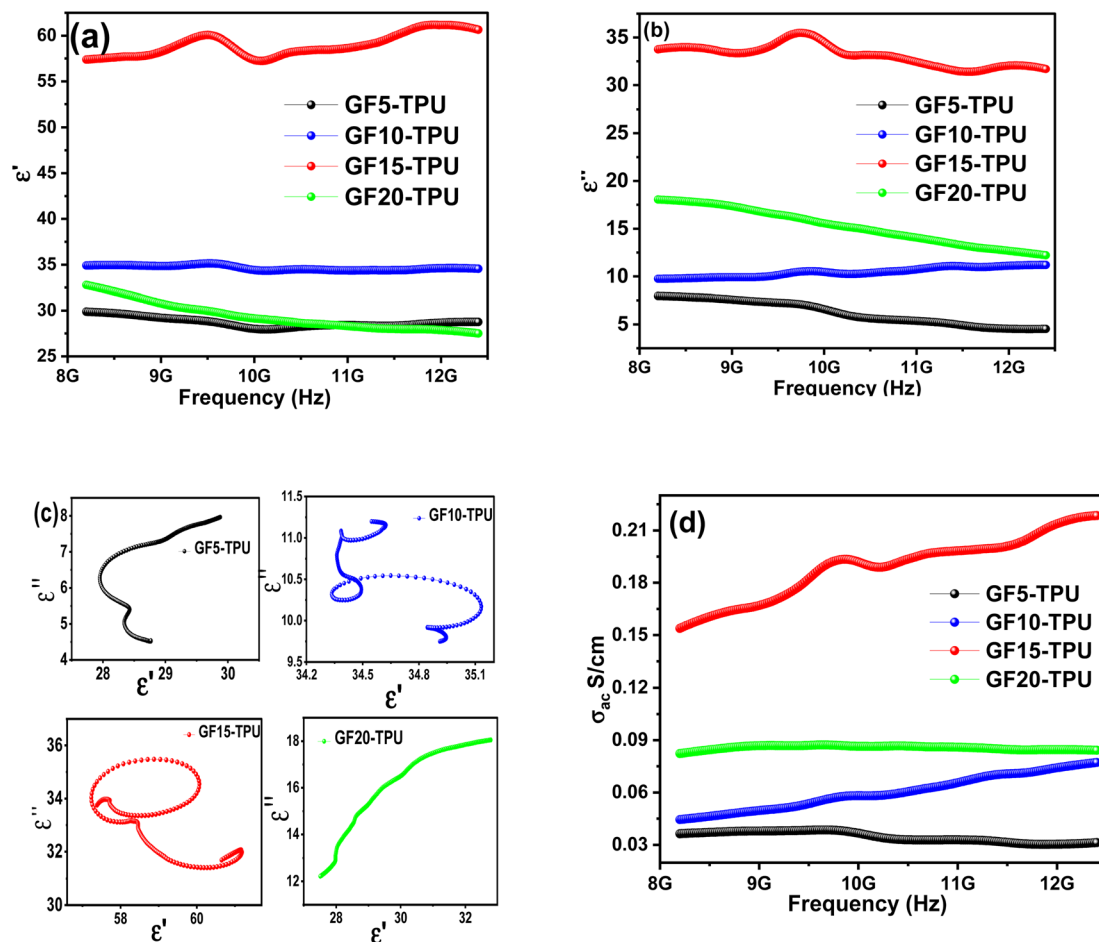 (a)
60
55
50
45
40
35
30
25
ε'
GF5-TPU
GF10-TPU
GF15-TPU
GF20-TPU
8G 9G 10G 11G 12G
Frequency (Hz)
(b)
35
30
25
20
15
10
5
ε''
GF5-TPU
GF10-TPU
GF15-TPU
GF20-TPU
8G 9G 10G 11G 12G
Frequency (Hz)
(c)
8
7
6
5
4
ε''
GF5-TPU
28 29 30
ε'
11.5
11.0
10.5
10.0
9.5
ε''
GF10-TPU
34.2 34.5 34.8 35.1
ε'
36
34
32
30
ε''
GF15-TPU
58 60
ε'
18
16
14
12
ε''
GF20-TPU
28 30 32
ε'
(d)
0.21
0.18
0.15
0.12
0.09
0.06
0.03
σac S/cm
GF5-TPU
GF10-TPU
GF15-TPU
GF20-TPU
8G 9G 10G 11G 12G
Frequency (Hz)